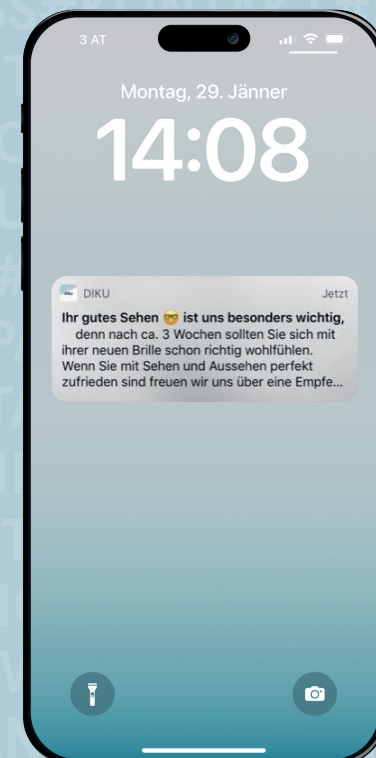 3 AT
Montag, 29. Jänner
14:08
DIKU Jetzt
Ihr gutes Sehen 🤓 ist uns besonders wichtig,
denn nach ca. 3 Wochen sollten Sie sich mit
ihrer neuen Brille schon richtig wohlfühlen.
Wenn Sie mit Sehen und Aussehen perfekt
zufrieden sind freuen wir uns über eine Empfe...